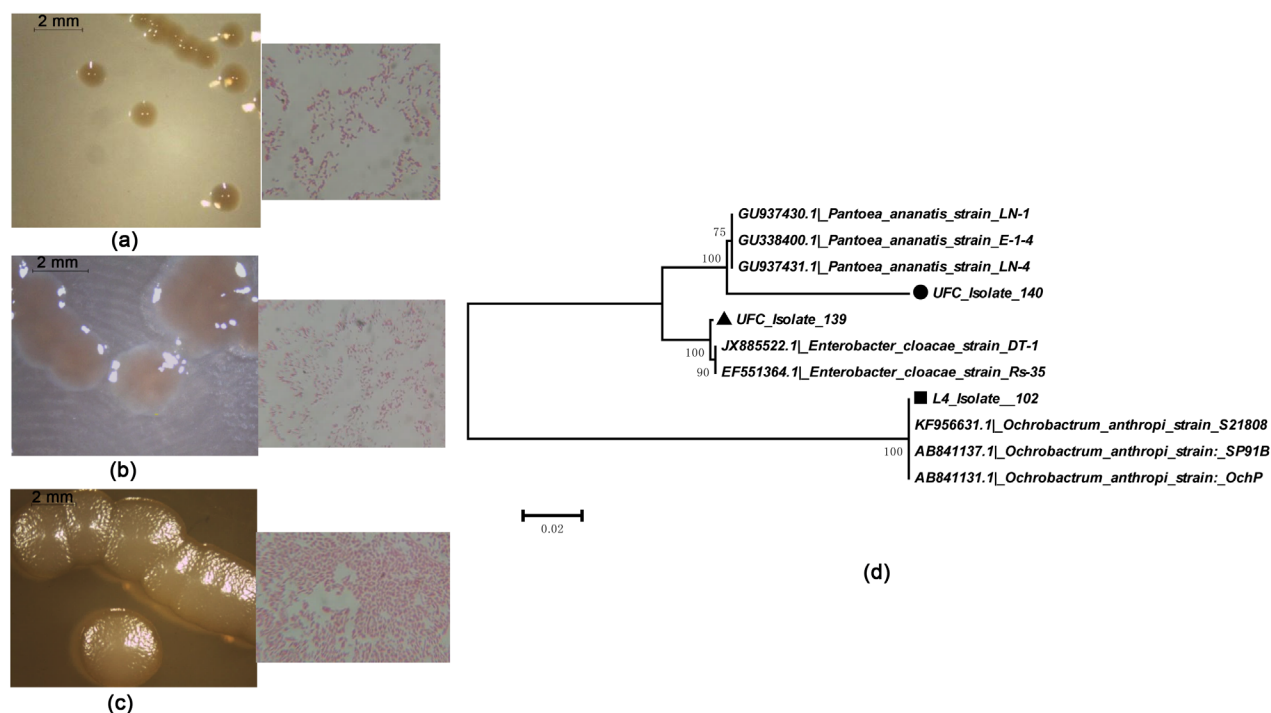 2 mm
(a)
2 mm
(b)
2 mm
(c)
GU937430.1|_Pantoea_ananatis_strain_LN-1
75
GU338400.1|_Pantoea_ananatis_strain_E-1-4
100
GU937431.1|_Pantoea_ananatis_strain_LN-4
UFC_Isolate_140
UFC_Isolate_139
100
JX885522.1|_Enterobacter_cloacae_strain_DT-1
90
EF551364.1|_Enterobacter_cloacae_strain_Rs-35
L4_Isolate__102
KF956631.1|_Ochrobactrum_anthropi_strain_S21808
100
AB841137.1|_Ochrobactrum_anthropi_strain:_SP91B
AB841131.1|_Ochrobactrum_anthropi_strain:_OchP
0.02
(d)